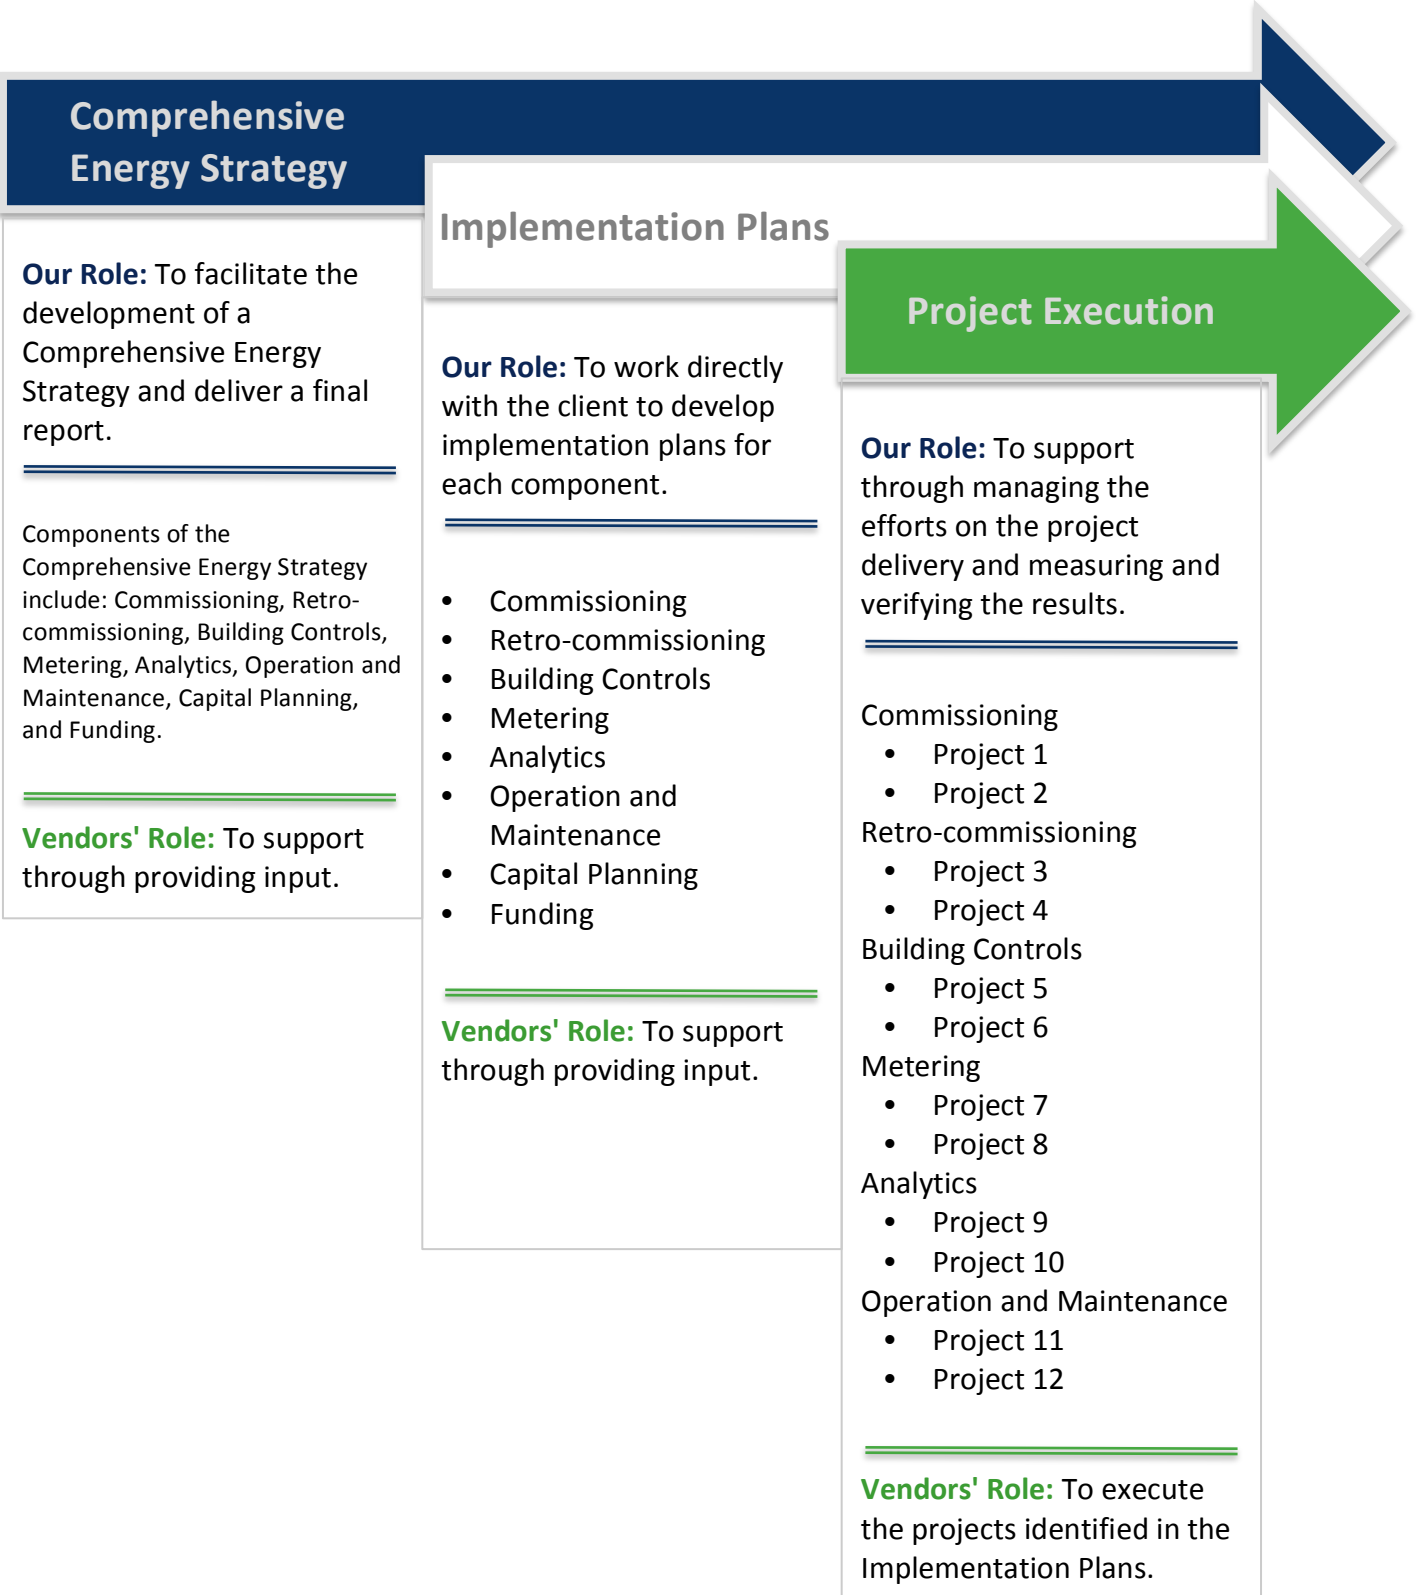 Comprehensive
Energy Strategy
Our Role: To facilitate the
development of a
Comprehensive Energy
Strategy and deliver a final
report.
Components of the
Comprehensive Energy Strategy
include: Commissioning, Retro-
commissioning, Building Controls,
Metering, Analytics, Operation and
Maintenance, Capital Planning,
and Funding.
Vendors' Role: To support
through providing input.
Implementation Plans
Our Role: To work directly
with the client to develop
implementation plans for
each component.
• Commissioning
• Retro-commissioning
• Building Controls
• Metering
• Analytics
• Operation and
Maintenance
• Capital Planning
• Funding
Vendors' Role: To support
through providing input.
Project Execution
Our Role: To support
through managing the
efforts on the project
delivery and measuring and
verifying the results.
Commissioning
• Project 1
• Project 2
Retro-commissioning
• Project 3
• Project 4
Building Controls
• Project 5
• Project 6
Metering
• Project 7
• Project 8
Analytics
• Project 9
• Project 10
Operation and Maintenance
• Project 11
• Project 12
Vendors' Role: To execute
the projects identified in the
Implementation Plans.